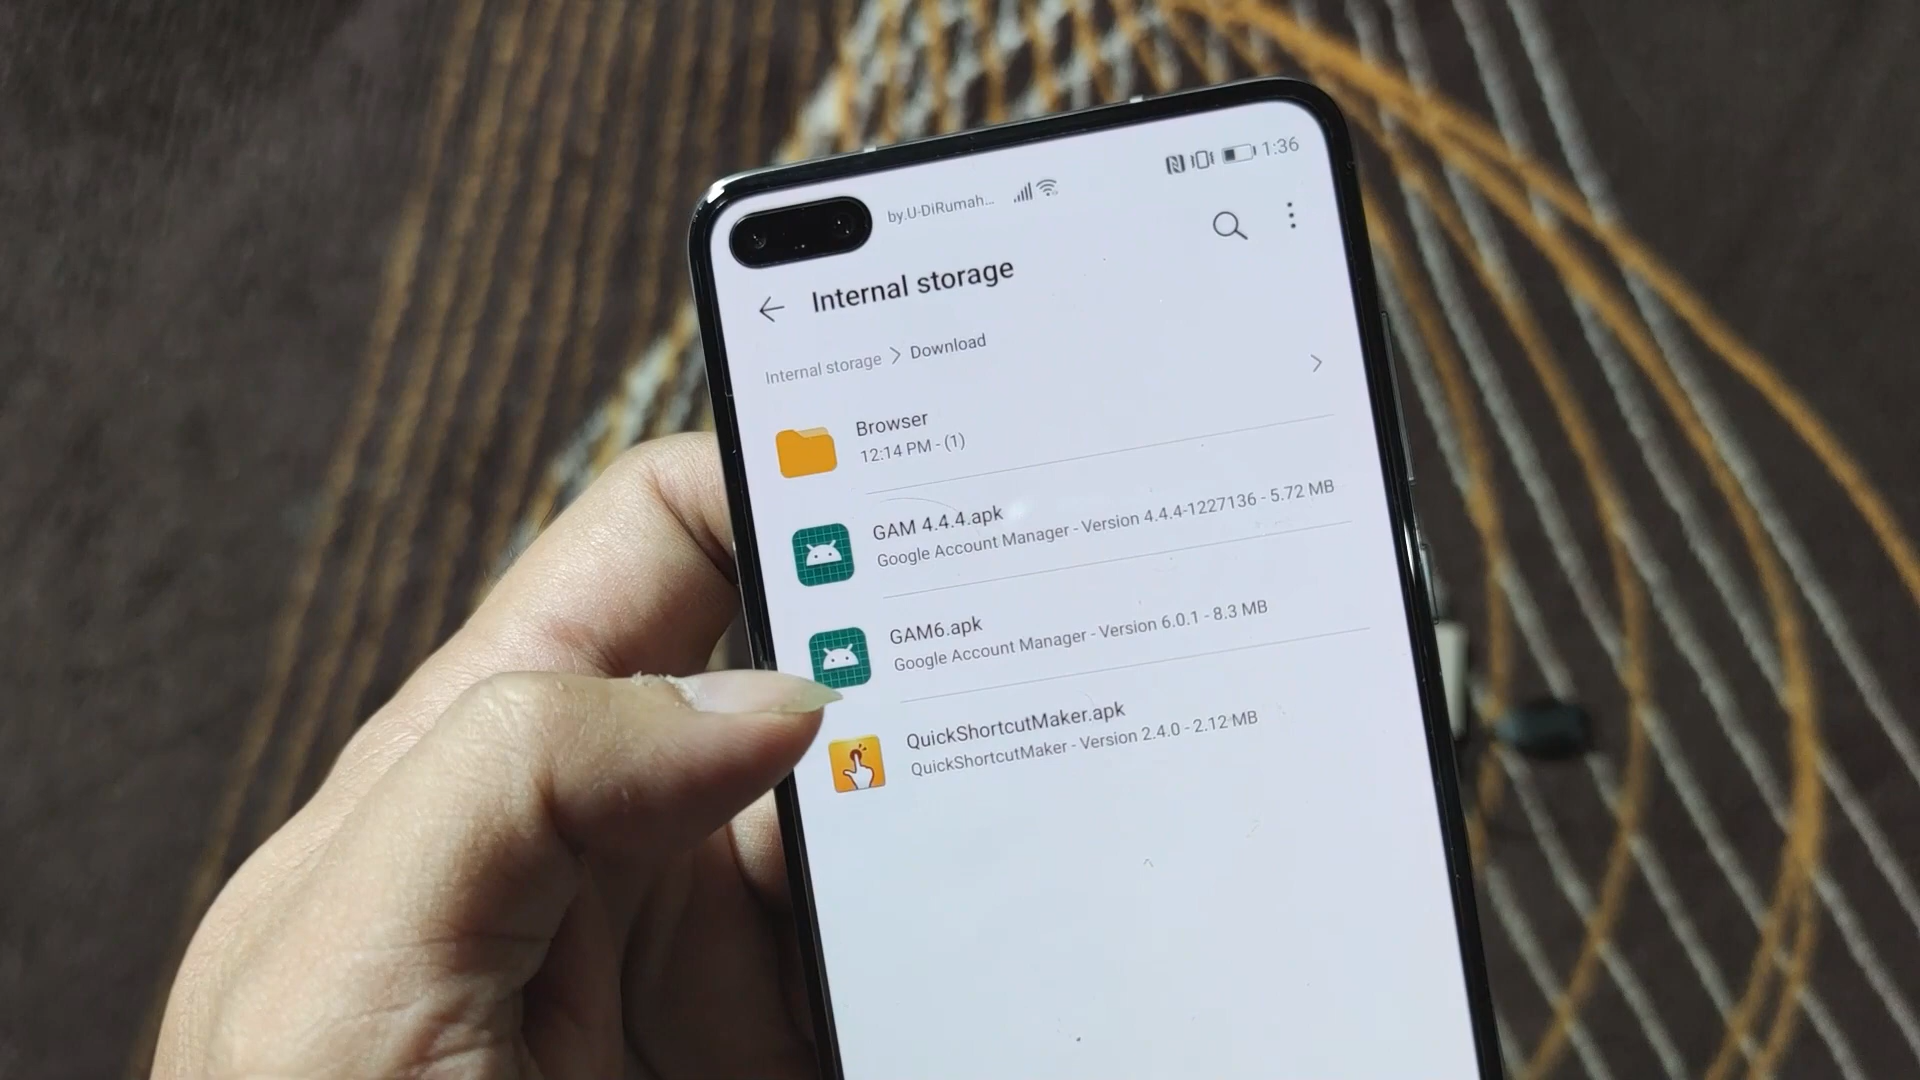 by.U-DiRumah...
1:36
Internal storage
Internal storage > Download
Browser
12:14 PM - (1)
GAM 4.4.4.apk
Google Account Manager - Version 4.4.4-1227136 - 5.72 MB
GAM6.apk
Google Account Manager - Version 6.0.1 - 8.3 MB
QuickShortcutMaker.apk
QuickShortcutMaker - Version 2.4.0 - 2.12 MB